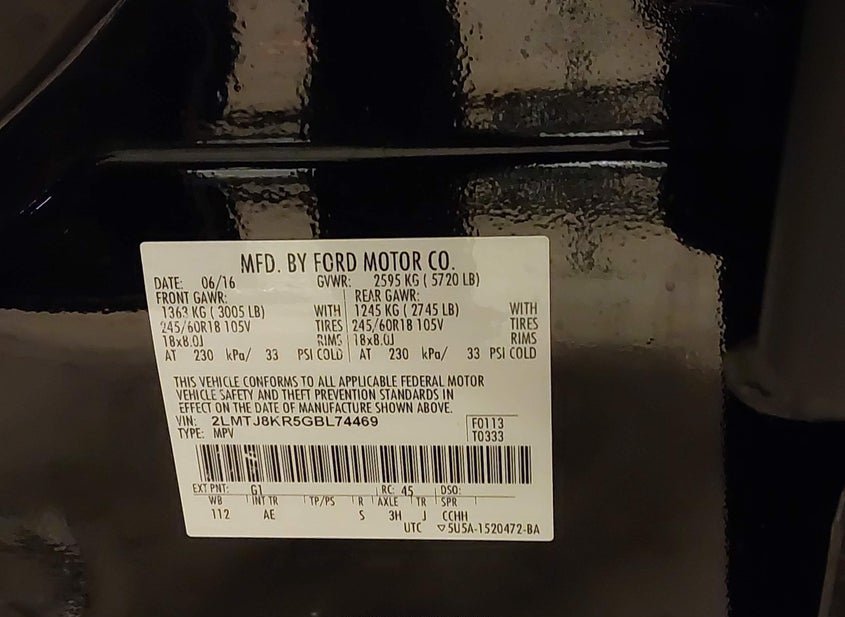 MFD. BY FORD MOTOR CO.
DATE: 06/16 GVWR: 2595 KG ( 5720 LB)
FRONT GAWR: REAR GAWR:
1363 KG ( 3005 LB) WITH 1245 KG ( 2745 LB) WITH
245/60R18 105V TIRES 245/60R18 105V TIRES
18x8.0J RIMS 18x8.0J RIMS
AT 230 kPa/ 33 PSI COLD AT 230 kPa/ 33 PSI COLD
THIS VEHICLE CONFORMS TO ALL APPLICABLE FEDERAL MOTOR
VEHICLE SAFETY AND THEFT PREVENTION STANDARDS IN
EFFECT ON THE DATE OF MANUFACTURE SHOWN ABOVE.
VIN: 2LMTJ8KR5GBL74469 F0113
TYPE: MPV T0333
EXT PNT: G1 RC: 45 DSO:
WB INT TR TP/PS R AXLE TR SPR
112 AE S 3H J CCHH
UTC ▽5U5A-1520472-BA